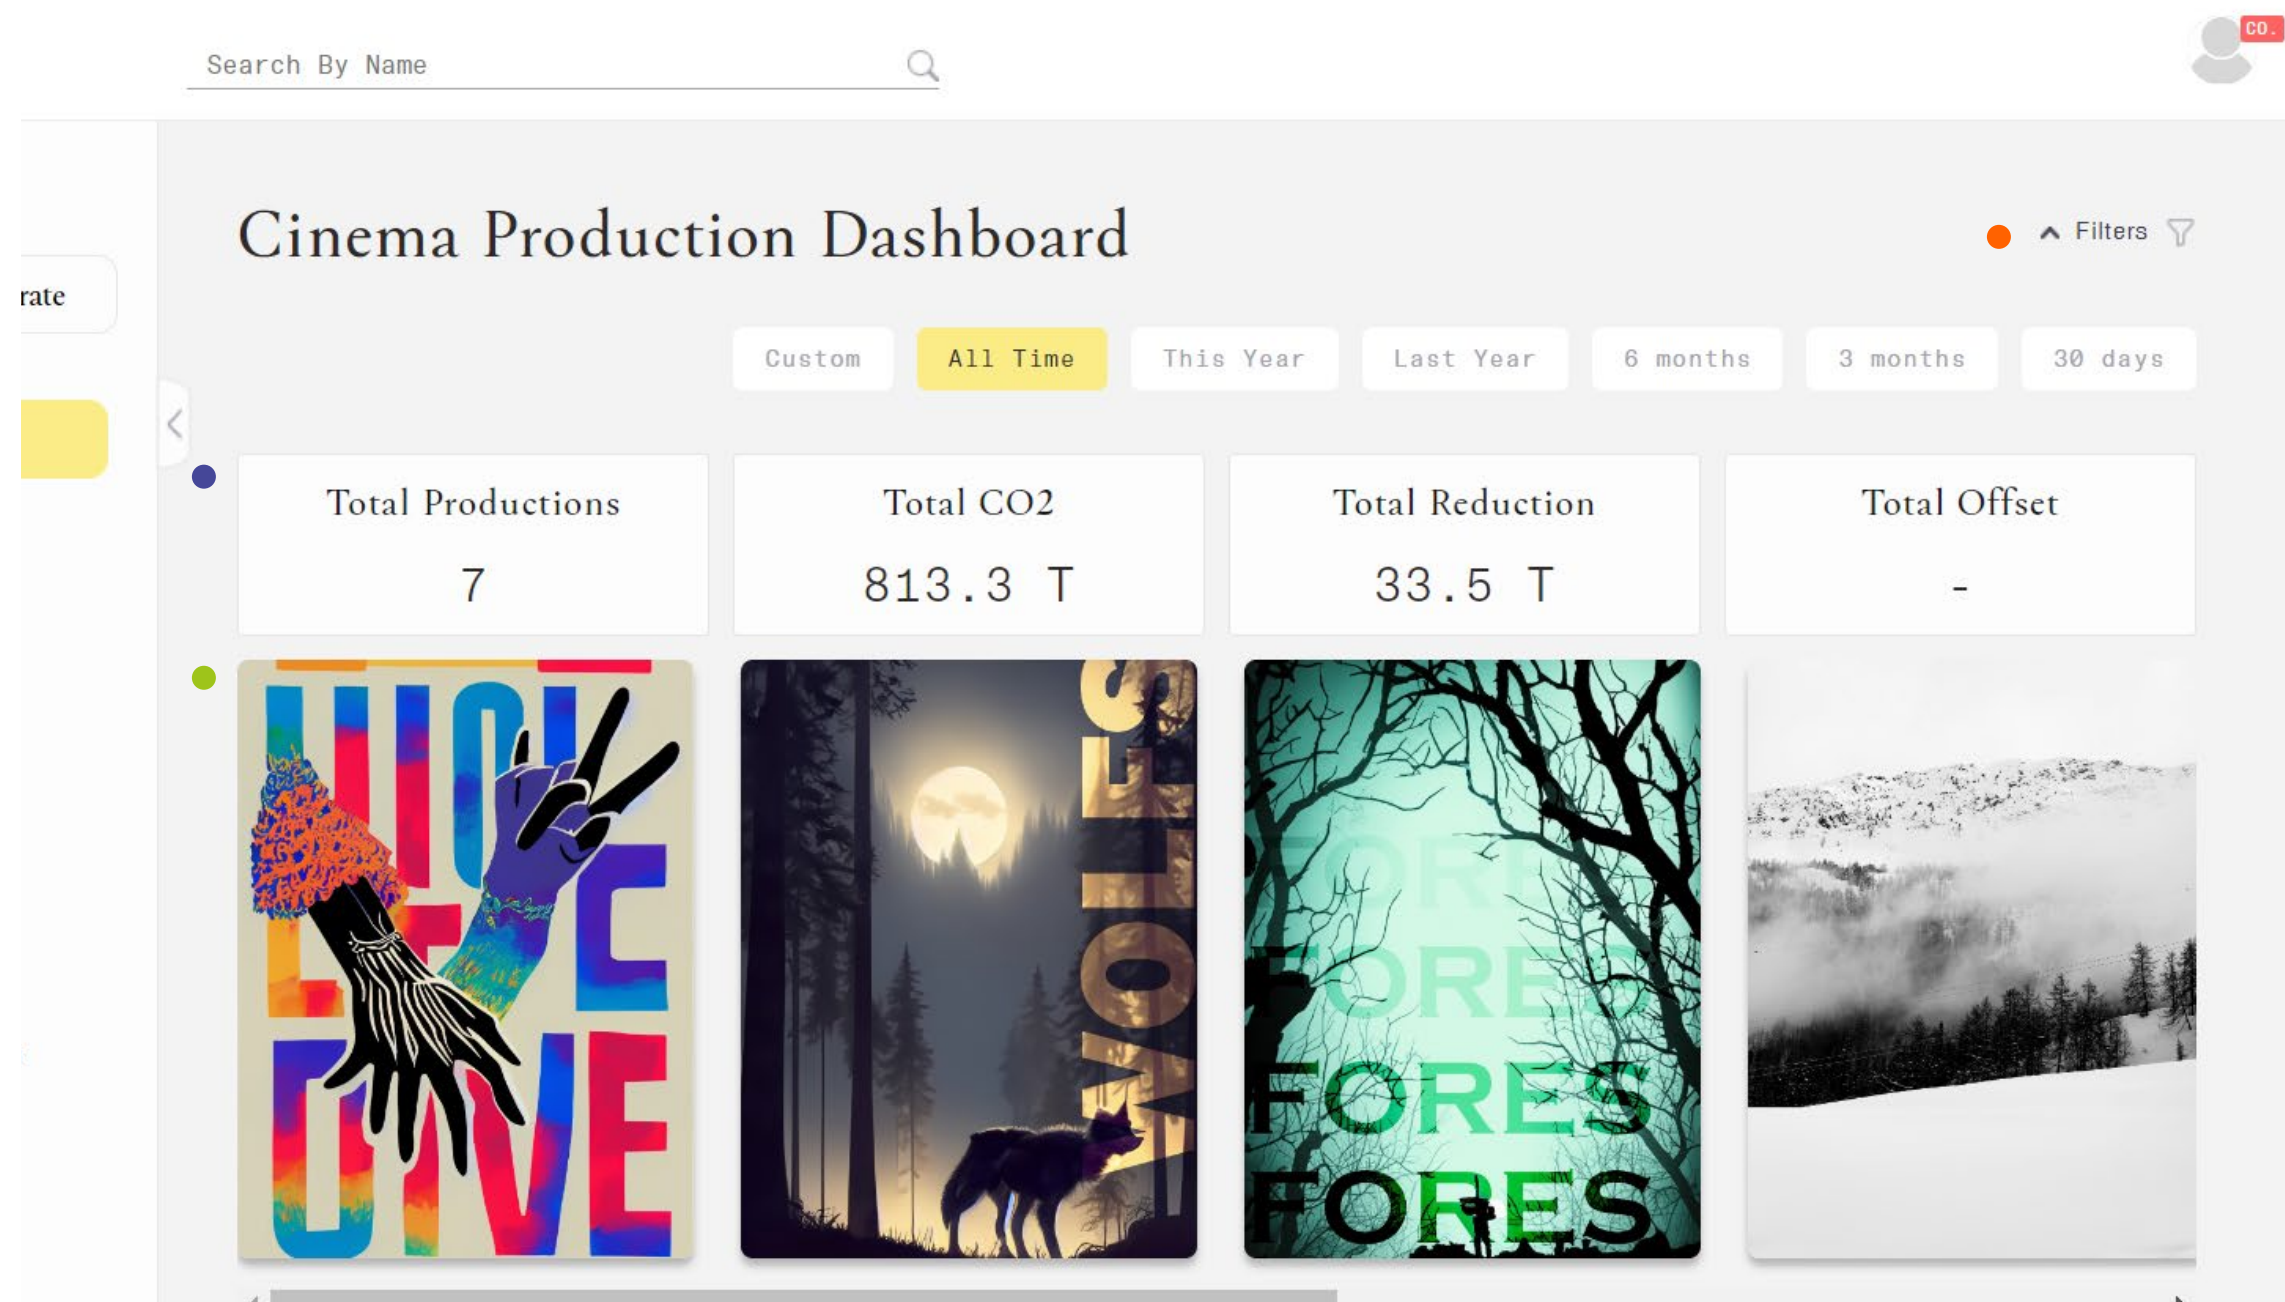 Search By Name
CO.
Cinema Production Dashboard
Filters
rate
Custom
All Time
This Year
Last Year
6 months
3 months
30 days
Total Productions
7
Total CO2
813.3 T
Total Reduction
33.5 T
Total Offset
-
WOLFS
FORES
FORES
FORES